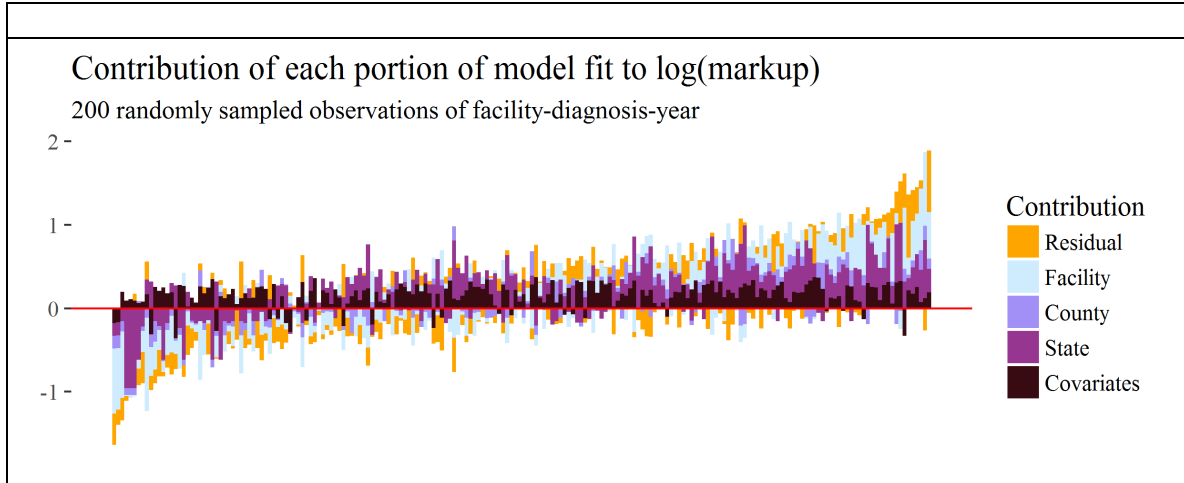 Contribution of each portion of model fit to log(markup)
200 randomly sampled observations of facility-diagnosis-year
2
1
0
-1
Contribution
Residual
Facility
County
State
Covariates